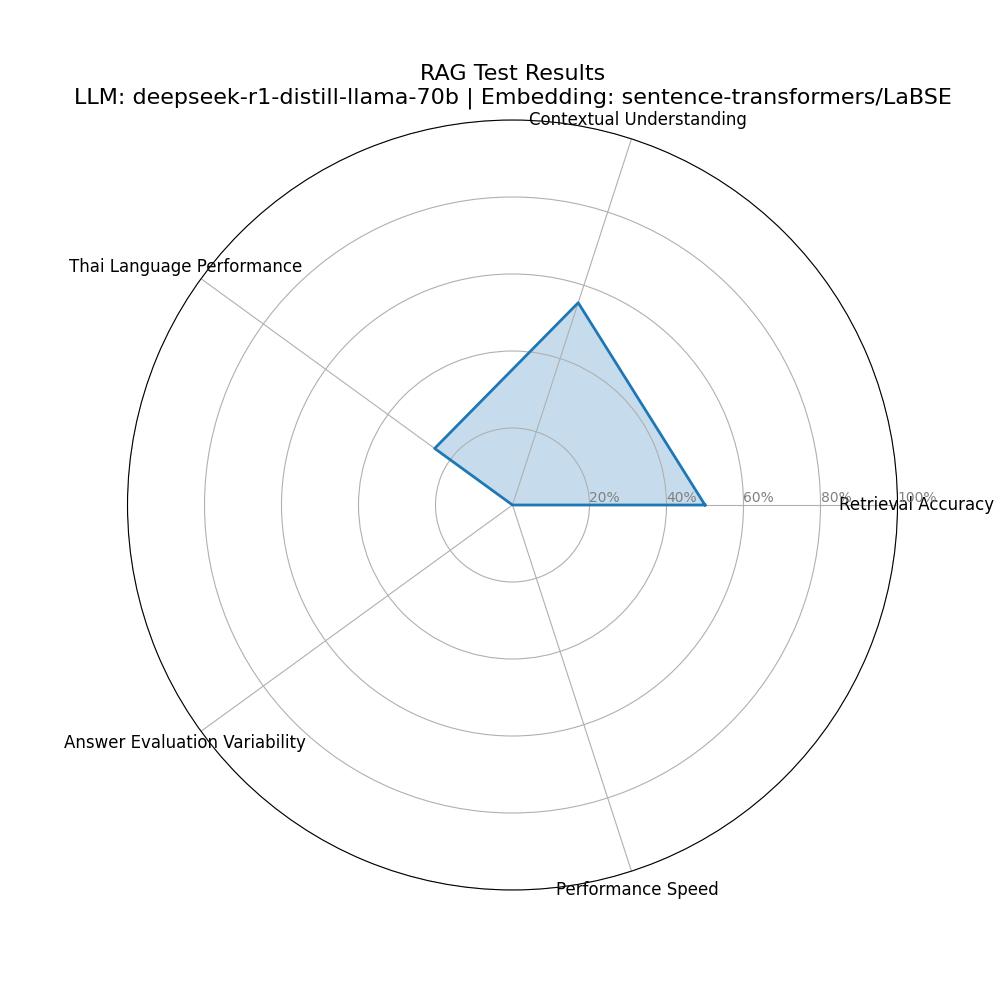 RAG Test Results
LLM: deepseek-r1-distill-llama-70b | Embedding: sentence-transformers/LaBSE
Contextual Understanding
Thai Language Performance
20%
40%
60%
80%
100%
Retrieval Accuracy
Answer Evaluation Variability
Performance Speed